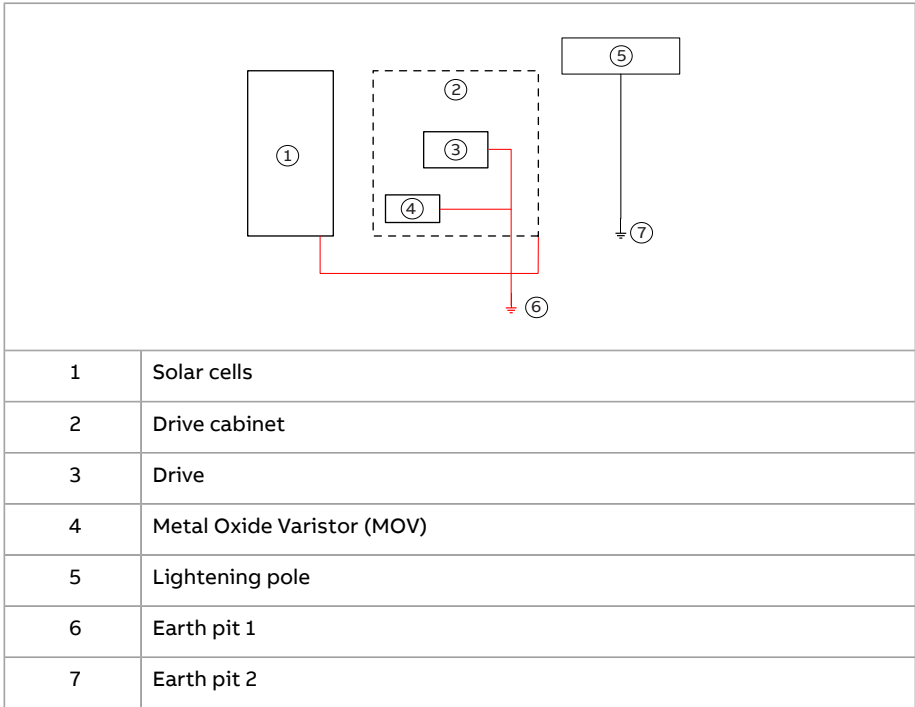 5
2
1
3
4
7
6
1 Solar cells
2 Drive cabinet
3 Drive
4 Metal Oxide Varistor (MOV)
5 Lightening pole
6 Earth pit 1
7 Earth pit 2